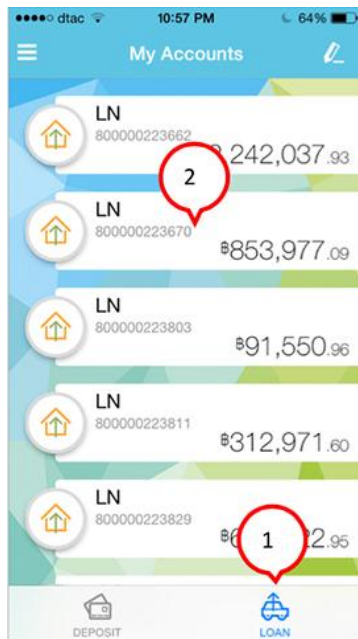 dtac 10:57 PM 64%
My Accounts
LN
800000223662
242,037.93
2
LN
800000223670
฿853,977.09
LN
800000223803
฿91,550.96
LN
800000223811
฿312,971.60
LN
800000223829
1
DEPOSIT LOAN